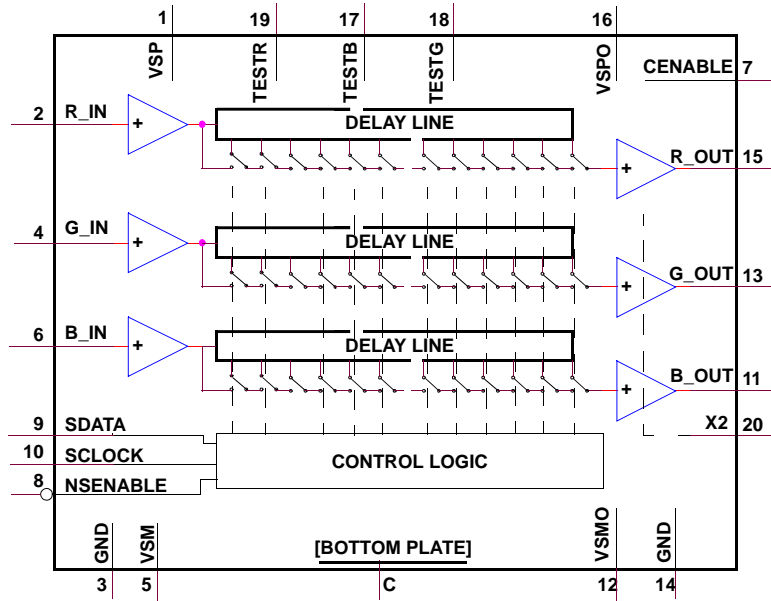 1 19 17 18 16
VSP TESTR TESTB TESTG VSPO
CENABLE 7
2 R_IN + DELAY LINE
+ R_OUT 15
4 G_IN + DELAY LINE
+ G_OUT 13
6 B_IN + DELAY LINE
+ B_OUT 11
9 SDATA X2 20
10 SCLOCK CONTROL LOGIC
8 NSENABLE
GND VSM [BOTTOM PLATE] VSMO GND
3 5 C 12 14